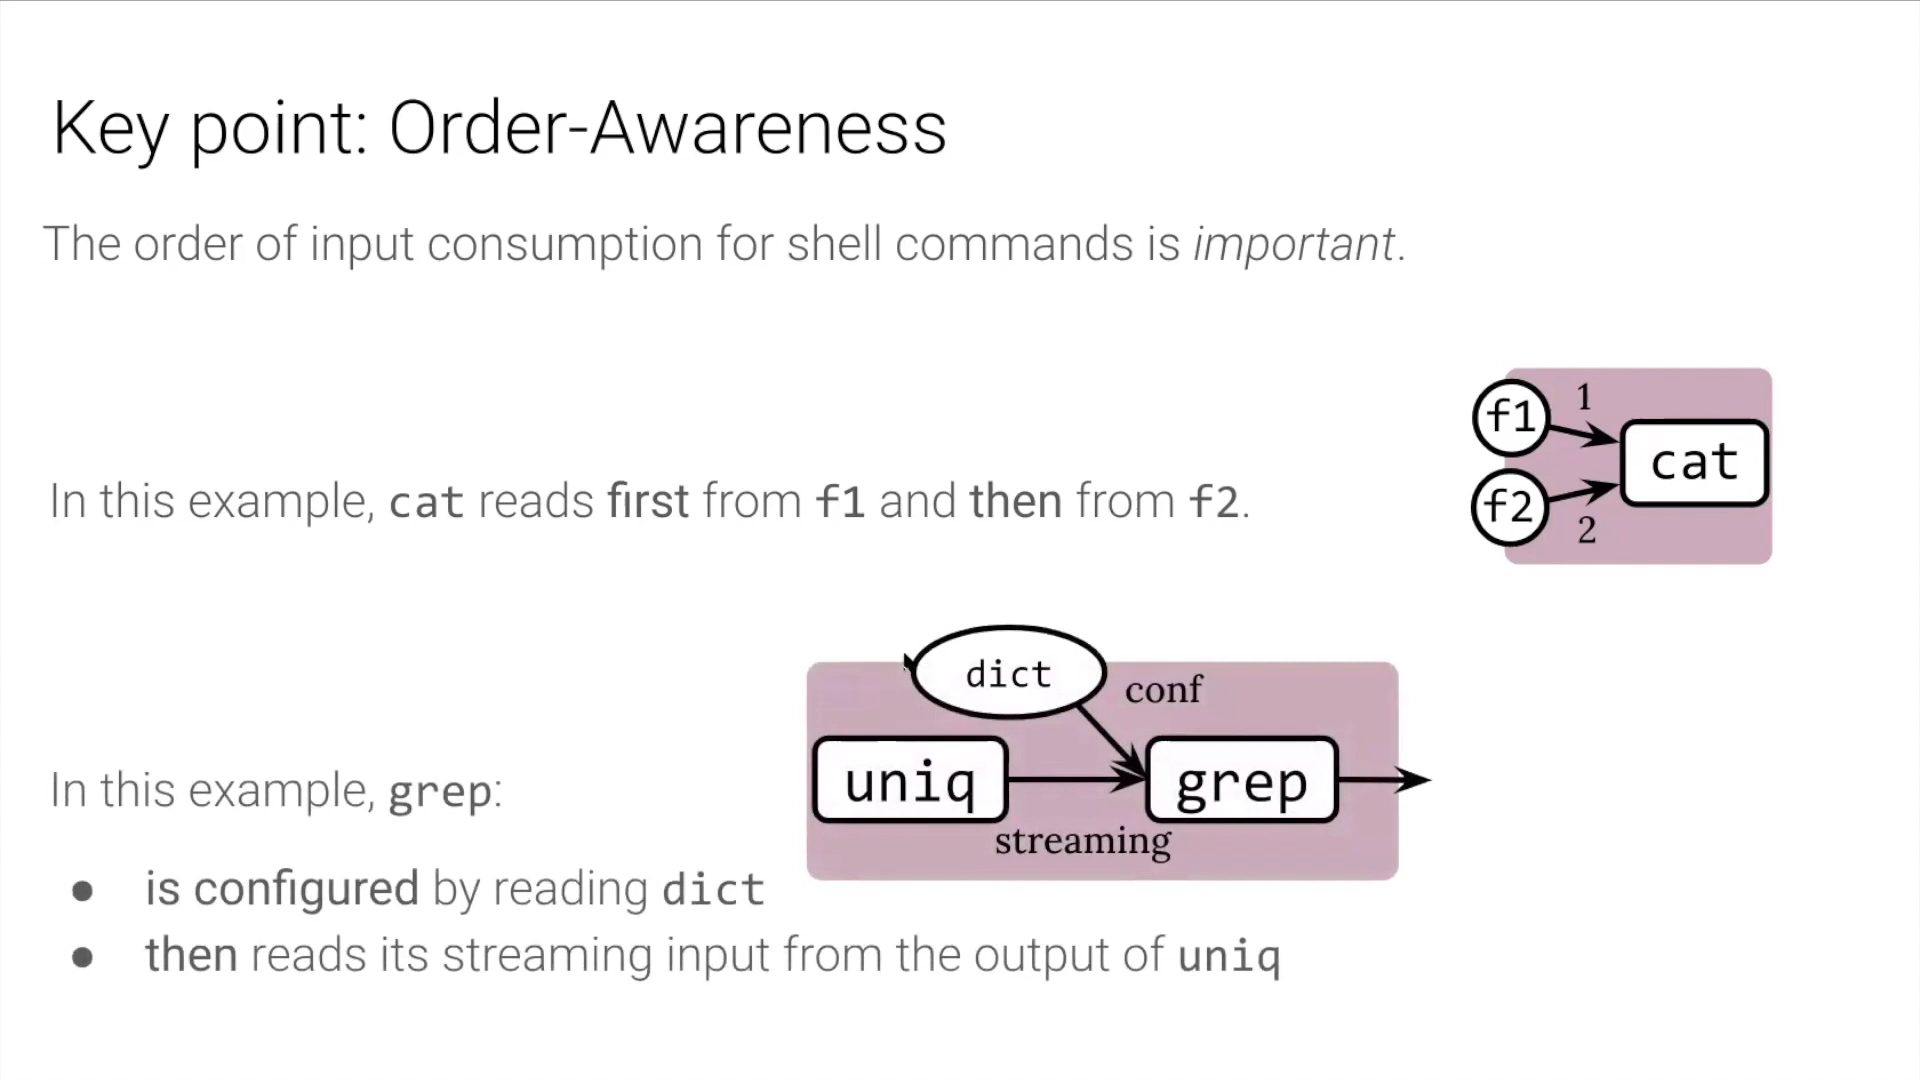 Key point: Order-Awareness
The order of input consumption for shell commands is important.
f1
1
cat
f2
2
In this example, cat reads first from f1 and then from f2.
dict
conf
uniq
grep
streaming
In this example, grep:
● is configured by reading dict
● then reads its streaming input from the output of uniq